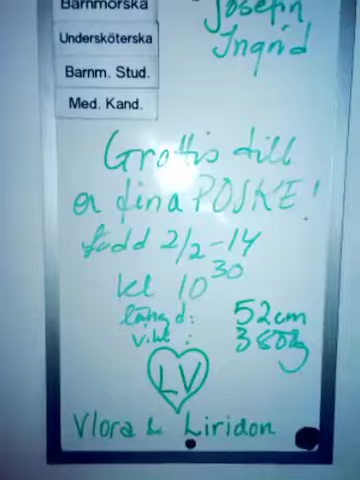 Barnmorska
Josefin
Undersköterska
Ingrid
Barnm. Stud.
Med. Kand.
Grattis till
er fina POJKE!
född 2/2-14
kl 10 30
längd: 52cm
vikt: 3580g
LV
Vlora & Liridon